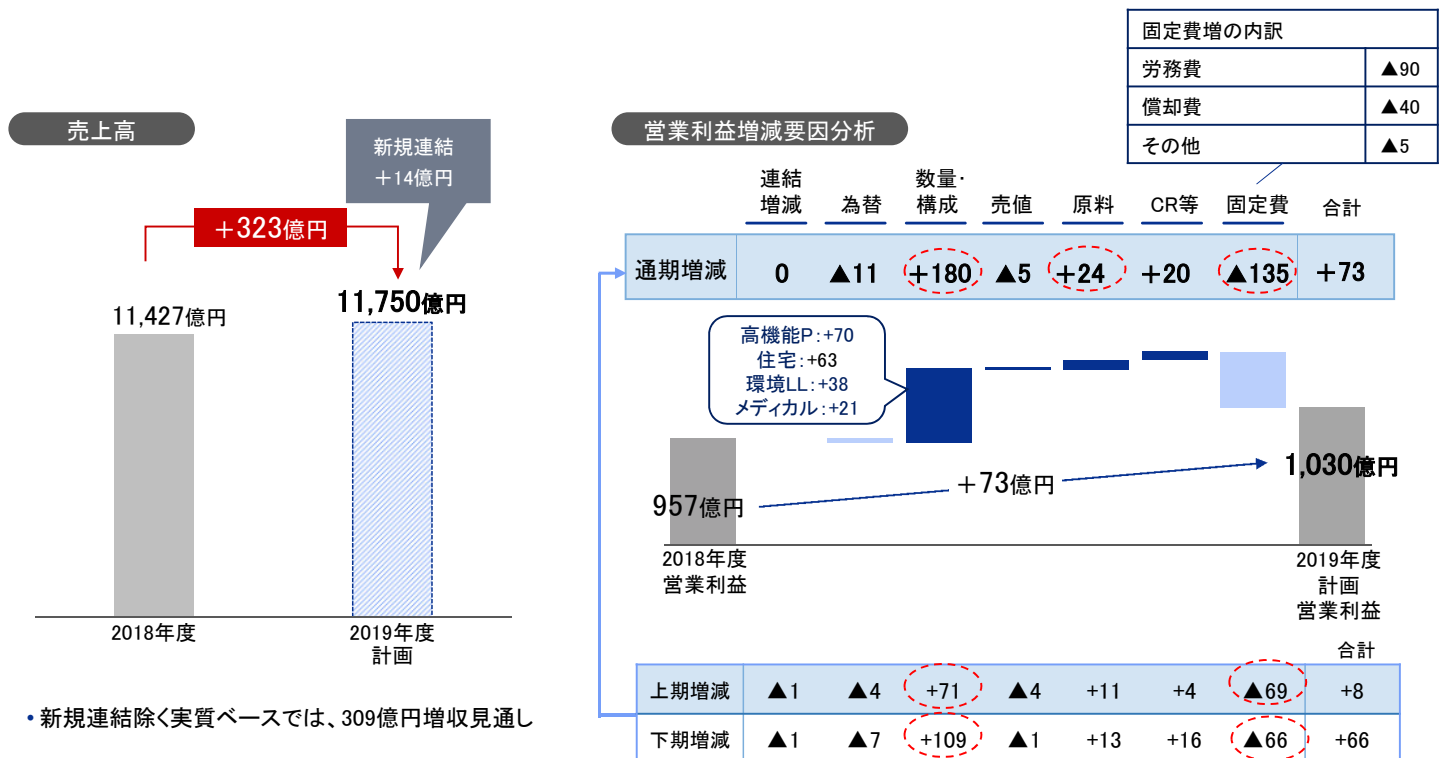 固定費増の内訳
労務費 ▲90
償却費 ▲40
その他 ▲5
売上高
新規連結
＋14億円
＋323億円
11,427億円
11,750億円
2018年度
2019年度
計画
・新規連結除く実質ベースでは、309億円増収見通し
営業利益増減要因分析
連結
増減
為替
数量・
構成
売値
原料
CR等
固定費
合計
通期増減 0 ▲11 ＋180 ▲5 ＋24 ＋20 ▲135 ＋73
高機能P：+70
住宅：+63
環境LL：+38
メディカル：+21
957億円
＋73億円
1,030億円
2018年度
営業利益
2019年度
計画
営業利益
合計
上期増減 ▲1 ▲4 +71 ▲4 +11 +4 ▲69 +8
下期増減 ▲1 ▲7 +109 ▲1 +13 +16 ▲66 +66